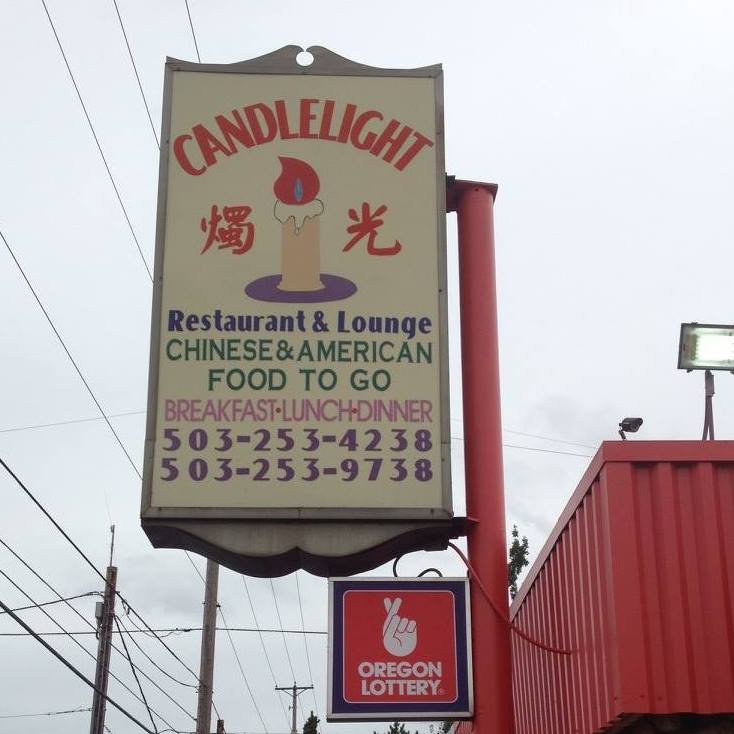 CANDLELIGHT
燭 光
Restaurant & Lounge
CHINESE & AMERICAN
FOOD TO GO
BREAKFAST·LUNCH·DINNER
503-253-4238
503-253-9738
OREGON
LOTTERY®